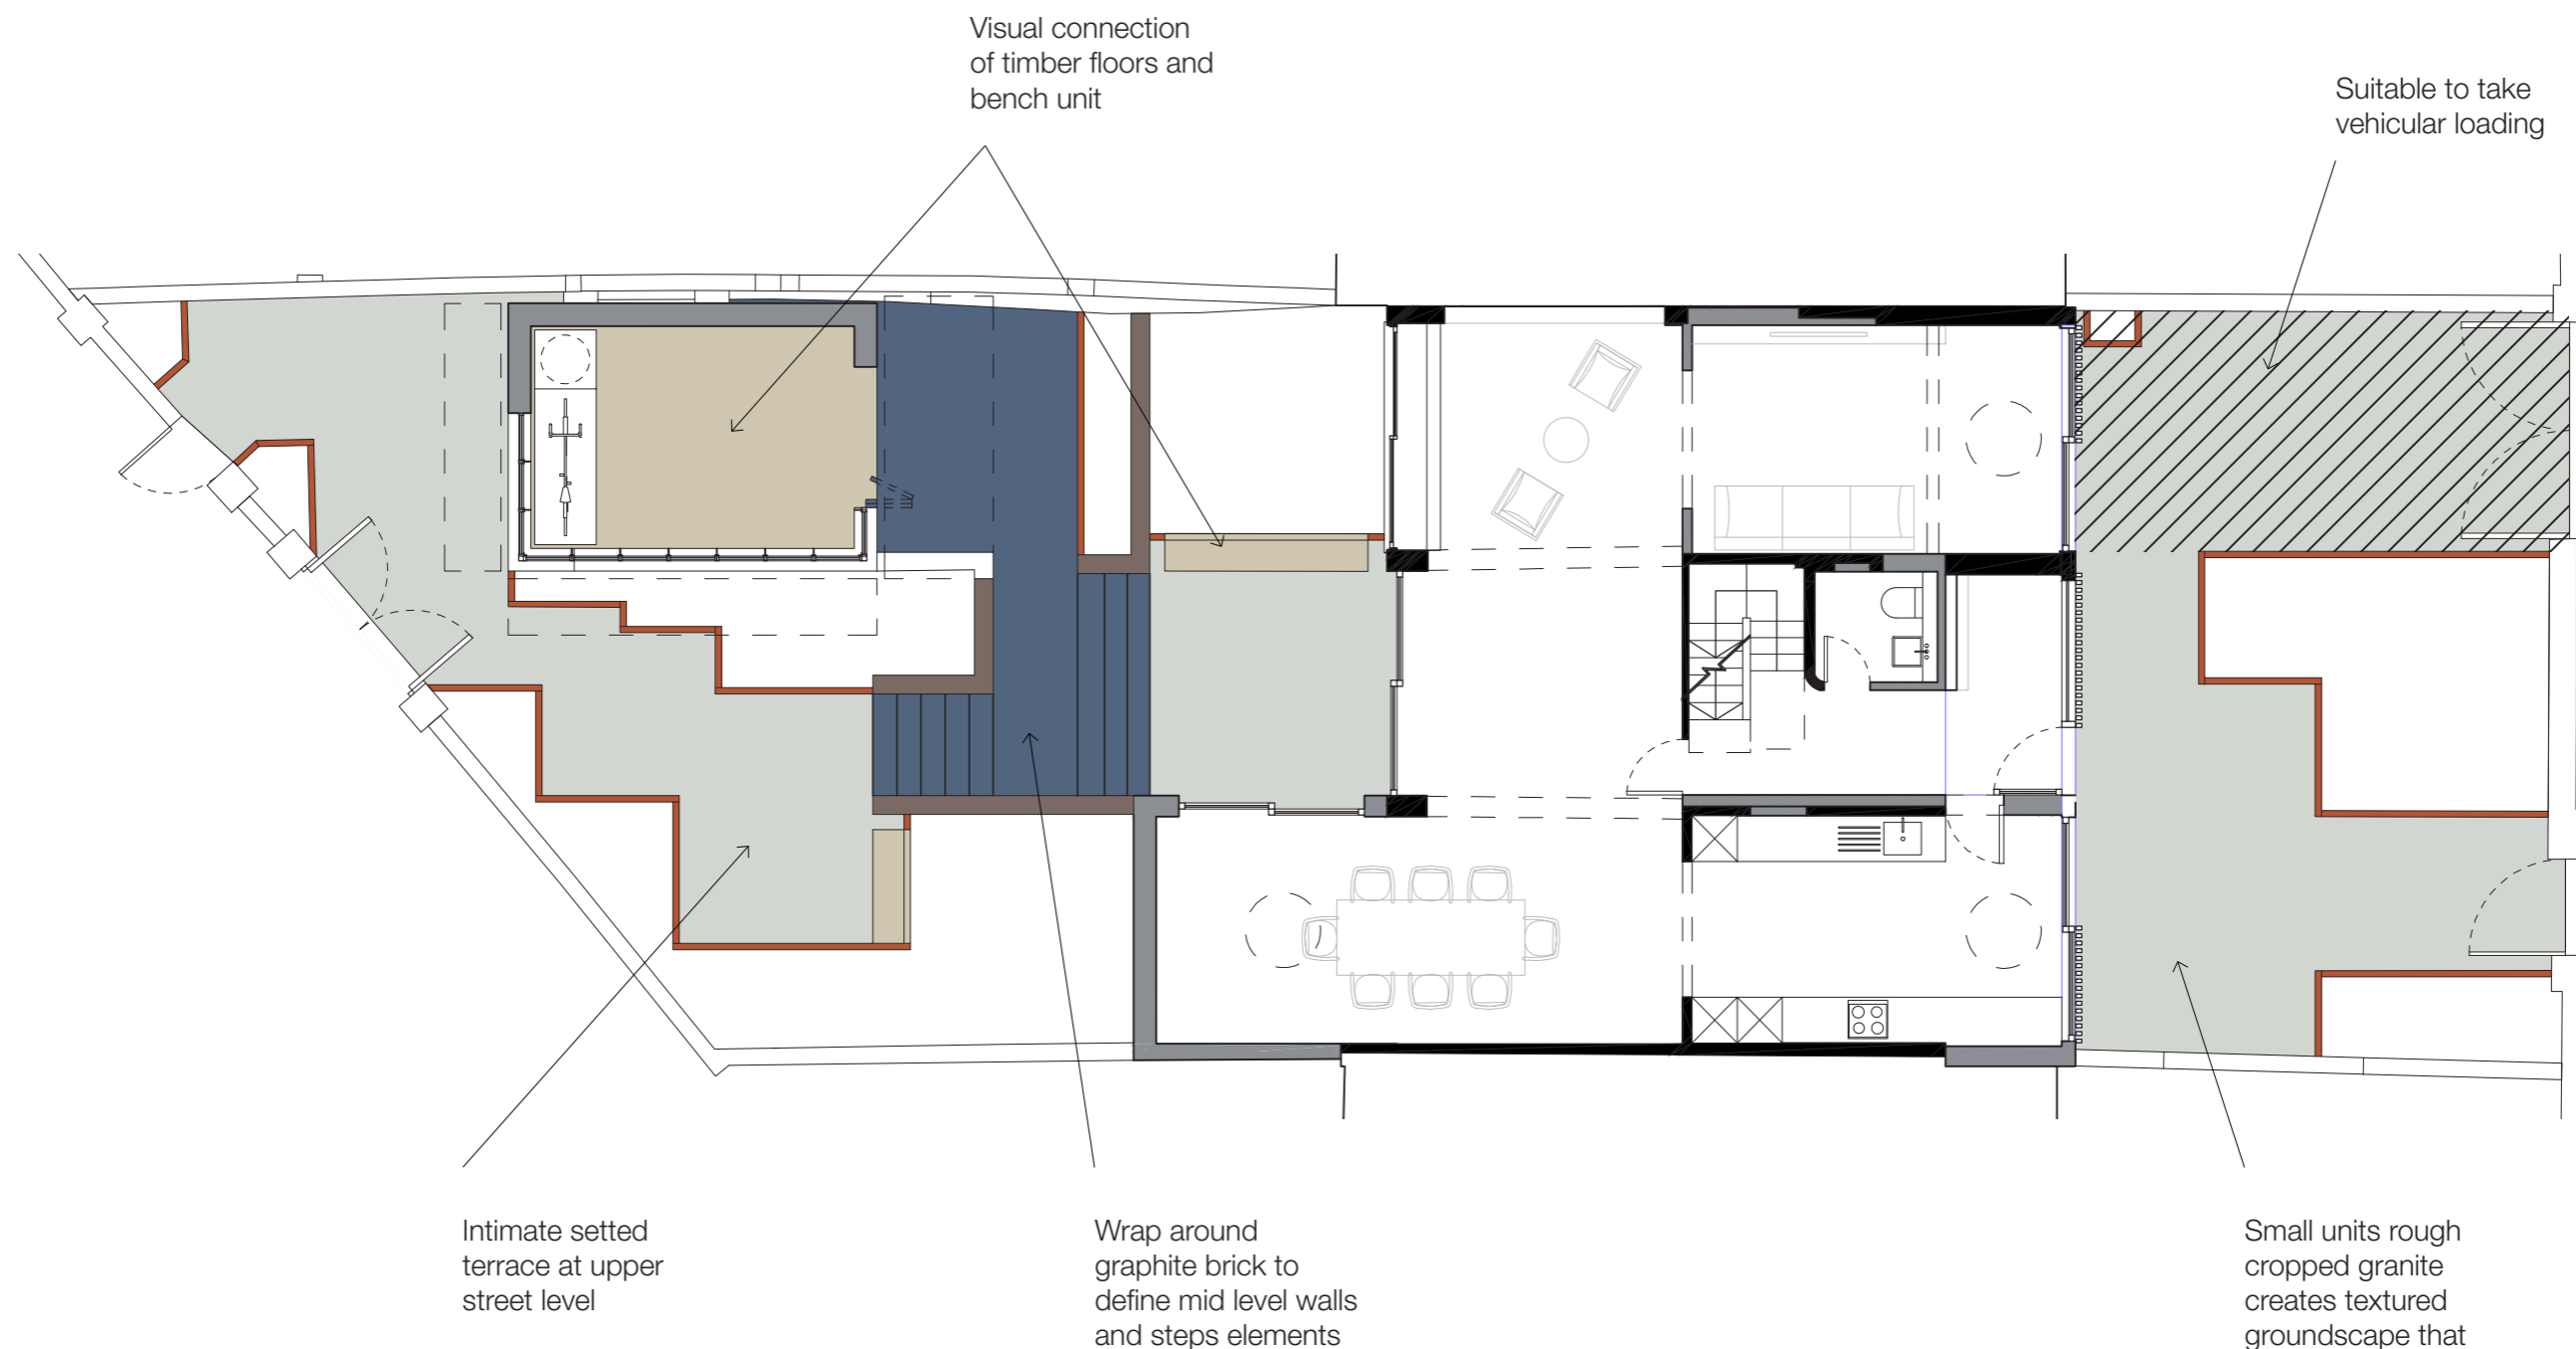 Visual connection
of timber floors and
bench unit
Suitable to take
vehicular loading
Intimate setted
terrace at upper
street level
Wrap around
graphite brick to
define mid level walls
and steps elements
Small units rough
cropped granite
creates textured
groundscape that